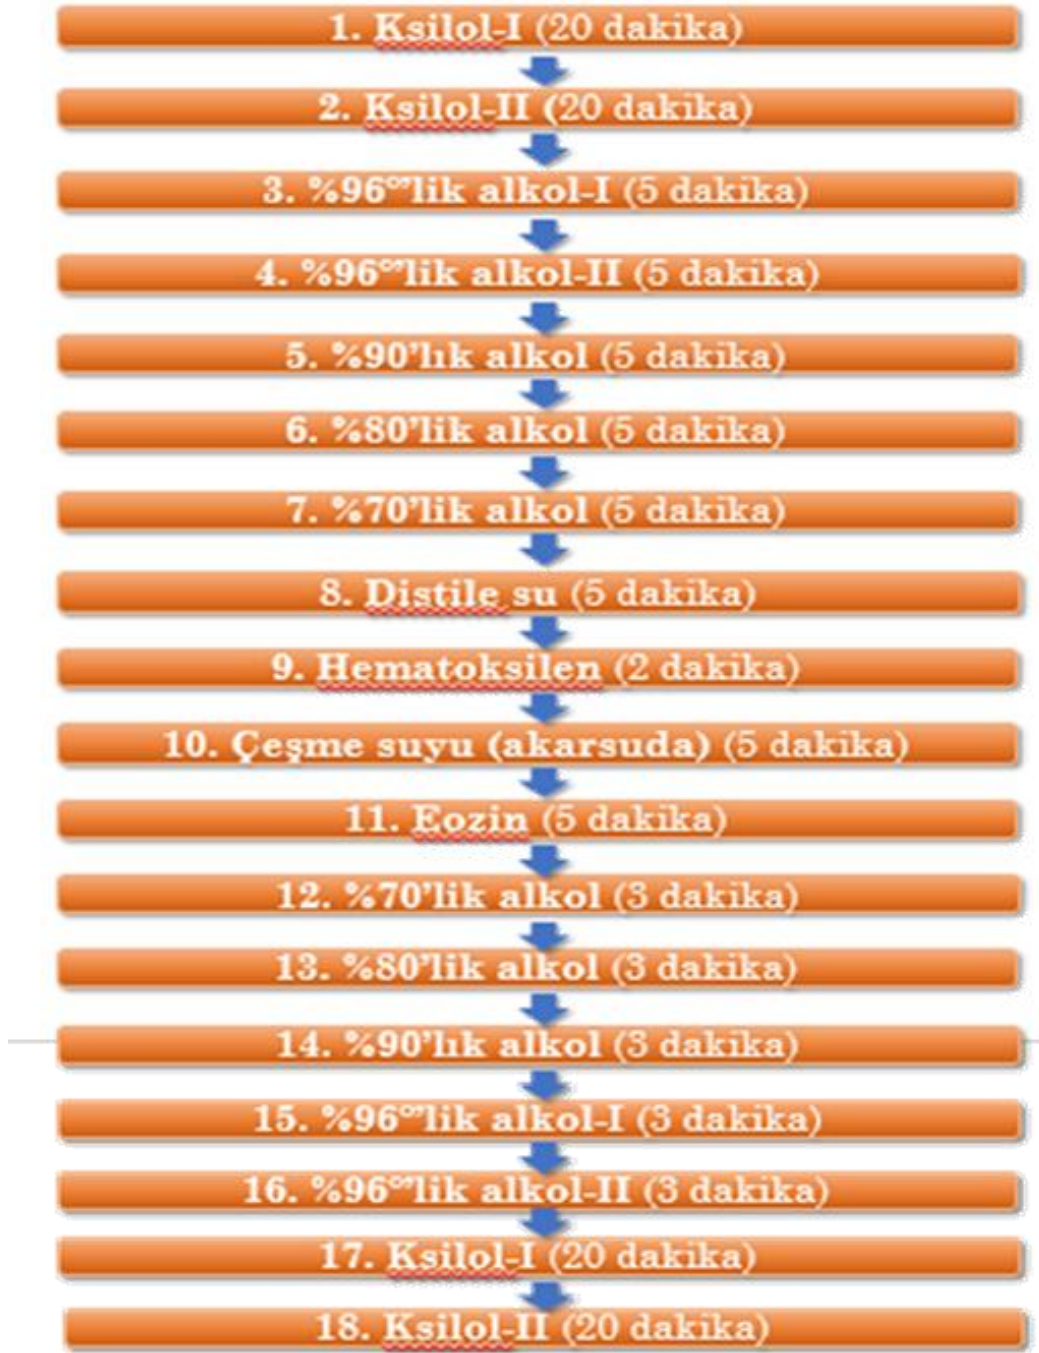 1. Ksilol-I (20 dakika)
2. Ksilol-II (20 dakika)
3. %96°’lik alkol-I (5 dakika)
4. %96°’lik alkol-II (5 dakika)
5. %90’lık alkol (5 dakika)
6. %80’lik alkol (5 dakika)
7. %70’lik alkol (5 dakika)
8. Distile su (5 dakika)
9. Hematoksilen (2 dakika)
10. Çeşme suyu (akarsuda) (5 dakika)
11. Eozin (5 dakika)
12. %70’lik alkol (3 dakika)
13. %80’lik alkol (3 dakika)
14. %90’lık alkol (3 dakika)
15. %96°’lik alkol-I (3 dakika)
16. %96°’lik alkol-II (3 dakika)
17. Ksilol-I (20 dakika)
18. Ksilol-II (20 dakika)